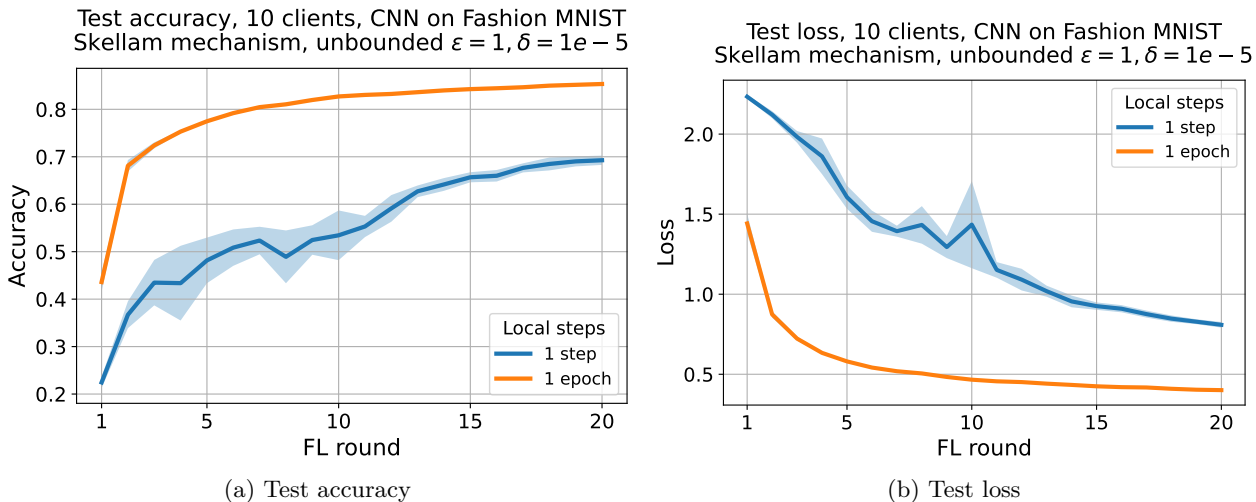 Test accuracy, 10 clients, CNN on Fashion MNIST
Skellam mechanism, unbounded ε = 1, δ = 1e − 5
Accuracy
0.8
0.7
0.6
0.5
0.4
0.3
0.2
Local steps
1 step
1 epoch
1
5
10
15
20
FL round
(a) Test accuracy
Test loss, 10 clients, CNN on Fashion MNIST
Skellam mechanism, unbounded ε = 1, δ = 1e − 5
Loss
2.0
1.5
1.0
0.5
Local steps
1 step
1 epoch
1
5
10
15
20
FL round
(b) Test loss